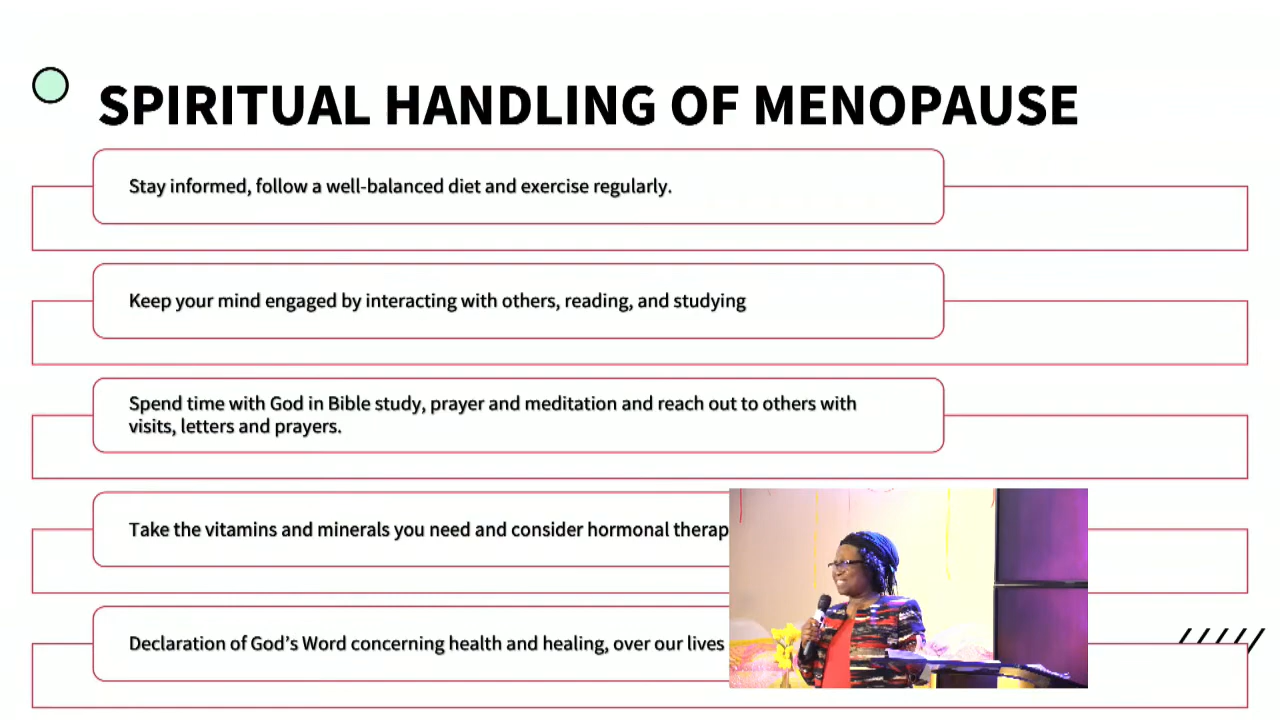 SPIRITUAL HANDLING OF MENOPAUSE
Stay informed, follow a well-balanced diet and exercise regularly.
Keep your mind engaged by interacting with others, reading, and studying
Spend time with God in Bible study, prayer and meditation and reach out to others with
visits, letters and prayers.
Take the vitamins and minerals you need and consider hormonal
Declaration of God’s Word concerning health and healing, over our lives